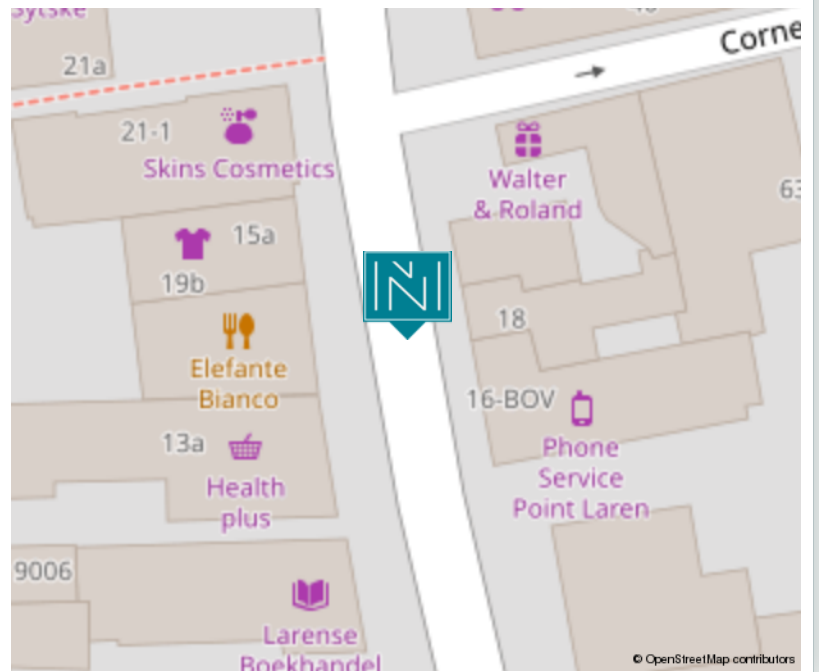 Sytske
21a
Corne
21-1
Skins Cosmetics
Walter
& Roland
63
15a
19b
18
Elefante
Bianco
16-BOV
13a
Phone
Service
Point Laren
Health
plus
9006
Larense
Boekhandel
© OpenStreetMap contributors